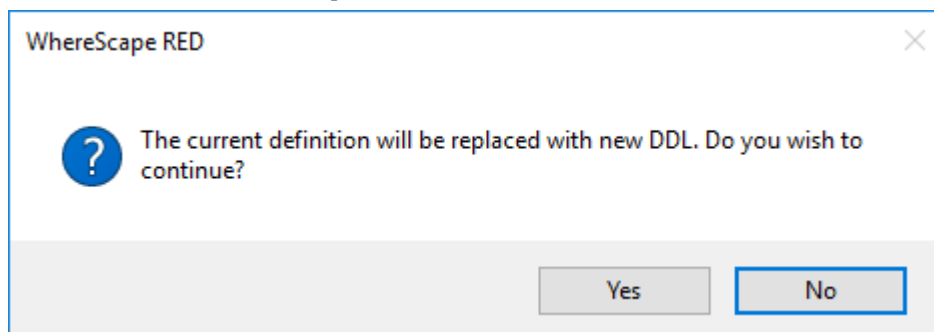 WhereScape RED
The current definition will be replaced with new DDL. Do you wish to
continue?
Yes
No